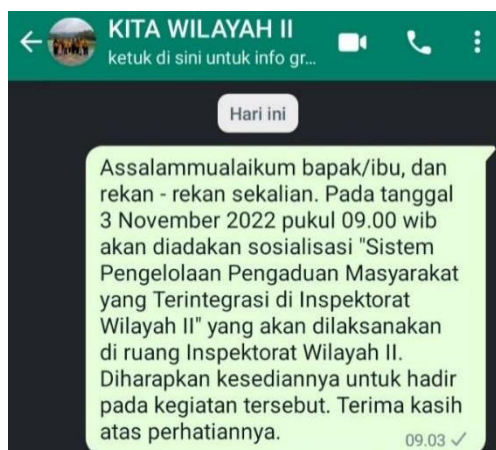 KITA WILAYAH II
ketuk di sini untuk info gr...
Hari ini
Assalammualaikum bapak/ibu, dan
rekan - rekan sekalian. Pada tanggal
3 November 2022 pukul 09.00 wib
akan diadakan sosialisasi "Sistem
Pengelolaan Pengaduan Masyarakat
yang Terintegrasi di Inspektorat
Wilayah II" yang akan dilaksanakan
di ruang Inspektorat Wilayah II.
Diharapkan kesediannya untuk hadir
pada kegiatan tersebut. Terima kasih
atas perhatiannya.
09.03